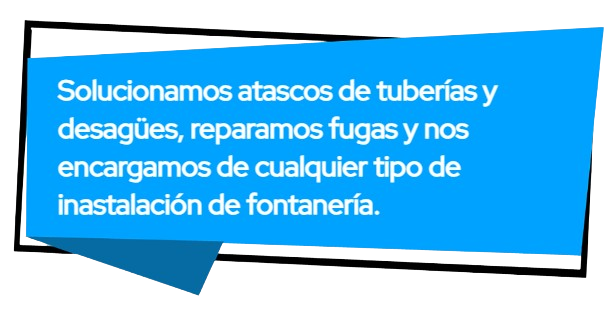 Solucionamos atascos de tuberías y
desagües, reparamos fugas y nos
encargamos de cualquier tipo de
inastalación de fontanería.